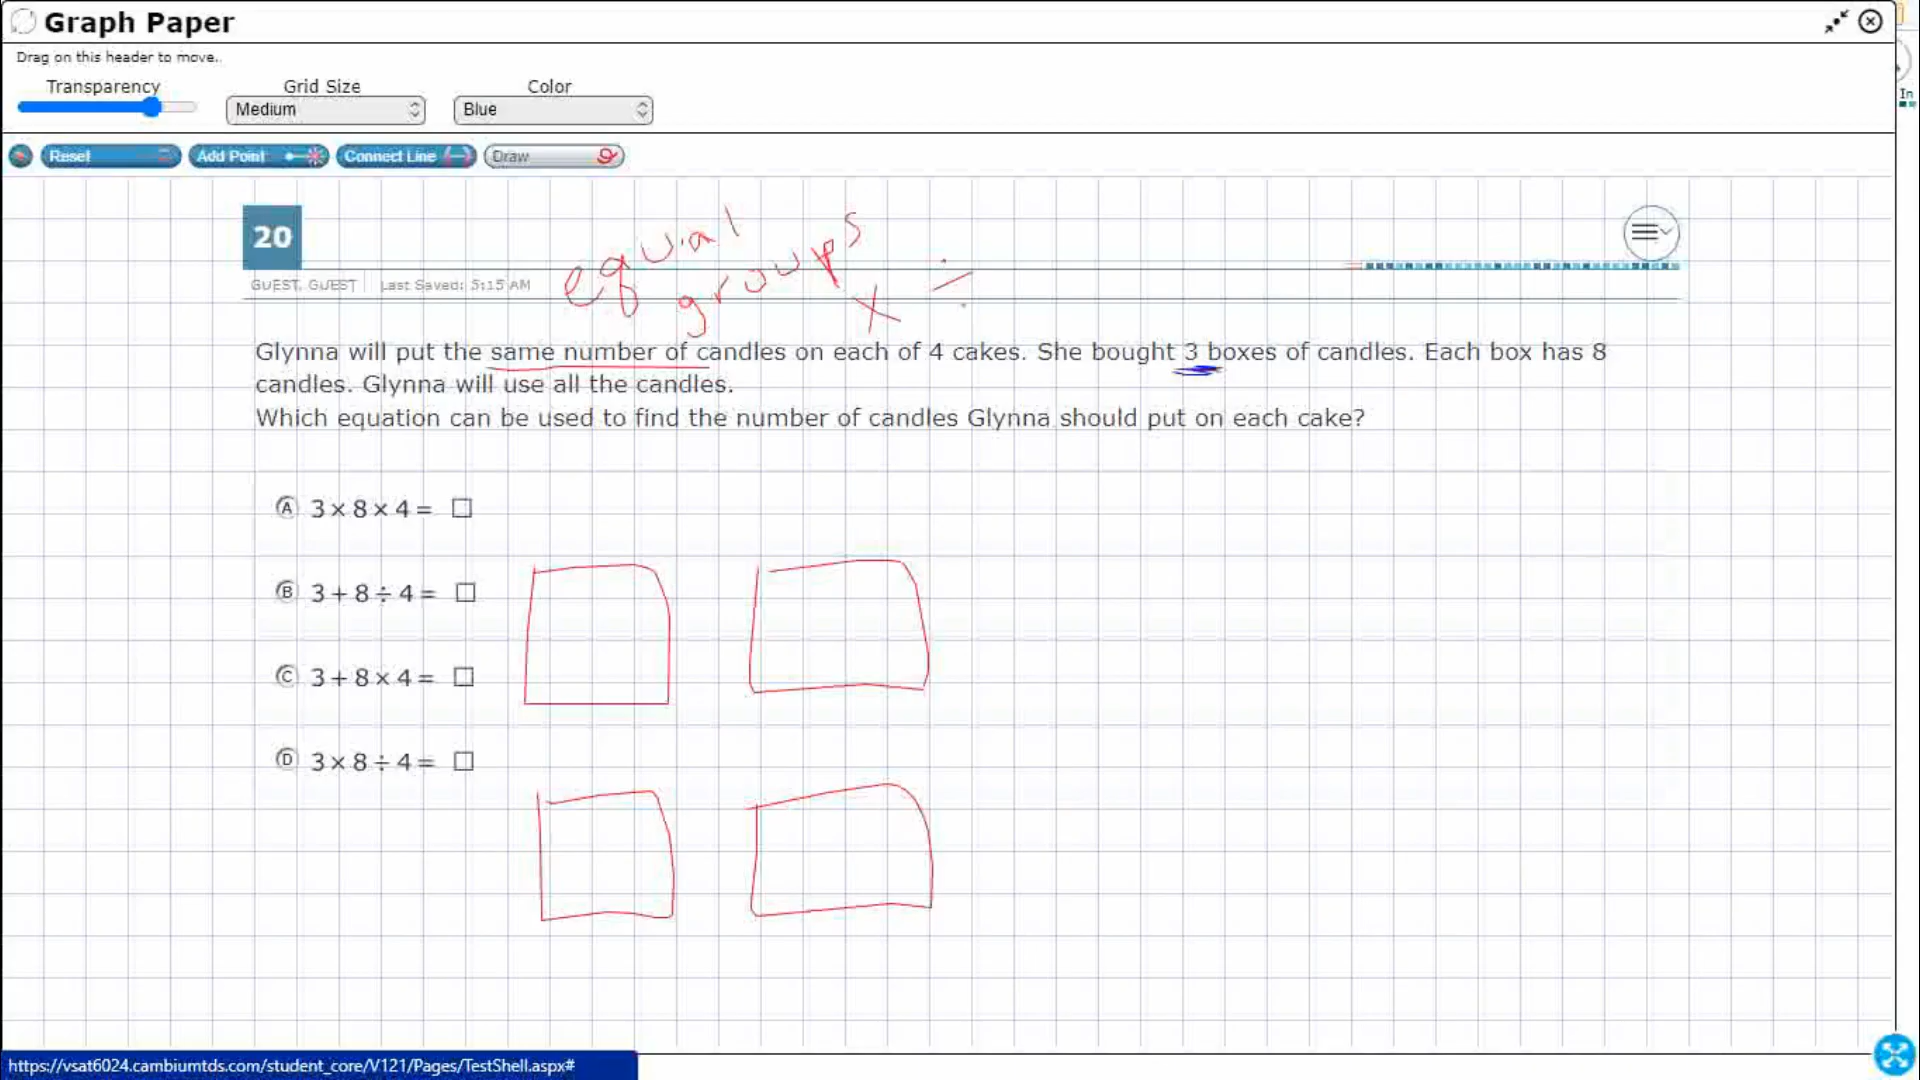 Graph Paper
Drag on this header to move..
Transparency
Grid Size
Color
Medium
Blue
Reset
Add Point
Connect Line
Draw
In
20
equal
groups
x ÷
GUEST, GUEST
Last Saved: 5:15 AM
Glynna will put the same number of candles on each of 4 cakes. She bought 3 boxes of candles. Each box has 8
candles. Glynna will use all the candles.
Which equation can be used to find the number of candles Glynna should put on each cake?
A 3 × 8 × 4 = □
B 3 + 8 ÷ 4 = □
C 3 + 8 × 4 = □
D 3 × 8 ÷ 4 = □
https://vsat6024.cambiumtds.com/student_core/V121/Pages/TestShell.aspx#